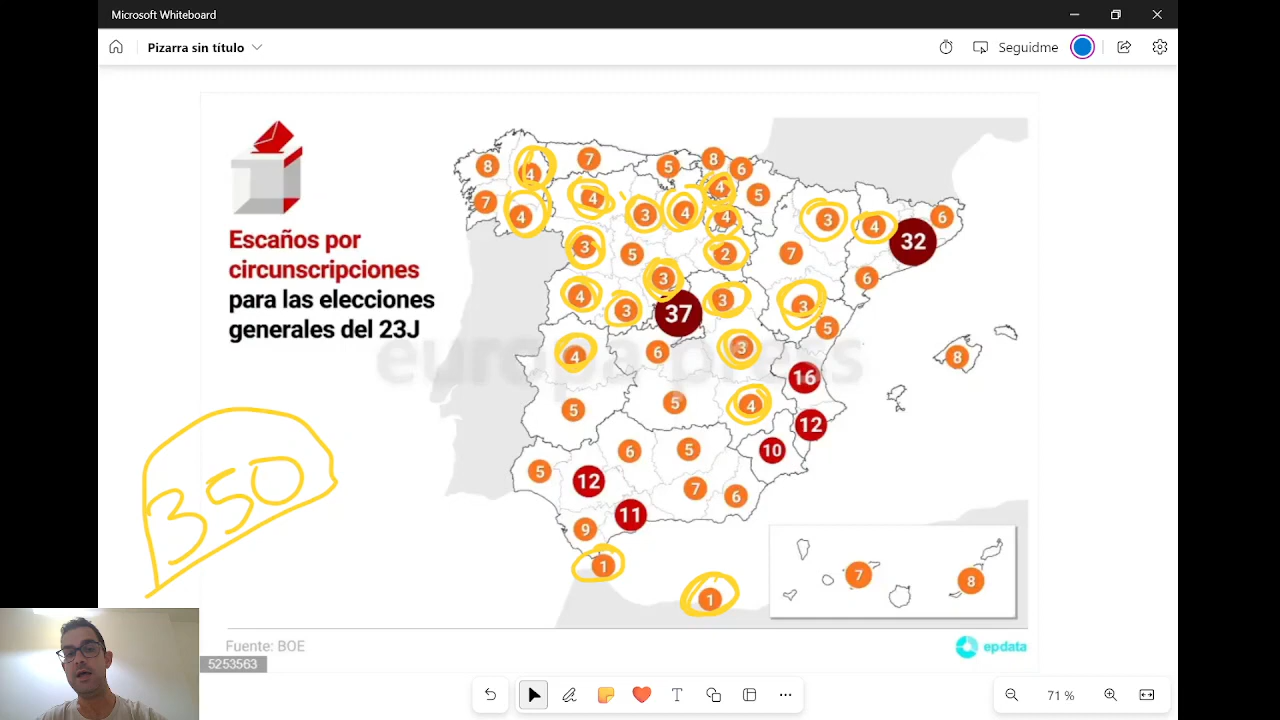 Microsoft Whiteboard
Pizarra sin título
Seguidme
Escaños por
circunscripciones
para las elecciones
generales del 23J
8 4 7 5 8 6
7 4 4 3 4 4 4 5 3 4 6
32
3 5 2 7 6
4 3 3 37 3 3 5
4 6 3 16 8
5 5 4 12
5 6 5 10
12 7 6
9 11
1 1
7 8
europa press
350
Fuente: BOE
5253563
epdata
71 %